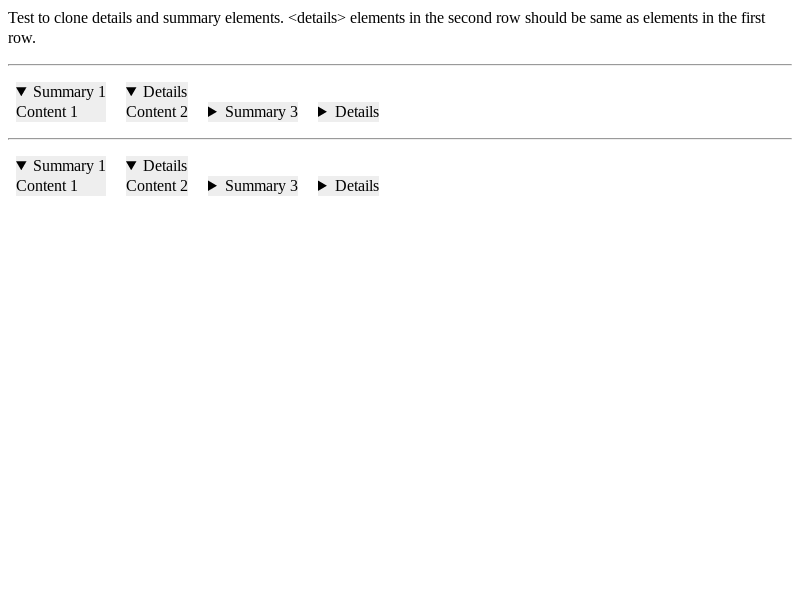 Test to clone details and summary elements. <details> elements in the second row should be same as elements in the first
row.
Summary 1 Details
Content 1 Content 2 Summary 3 Details
Summary 1 Details
Content 1 Content 2 Summary 3 Details